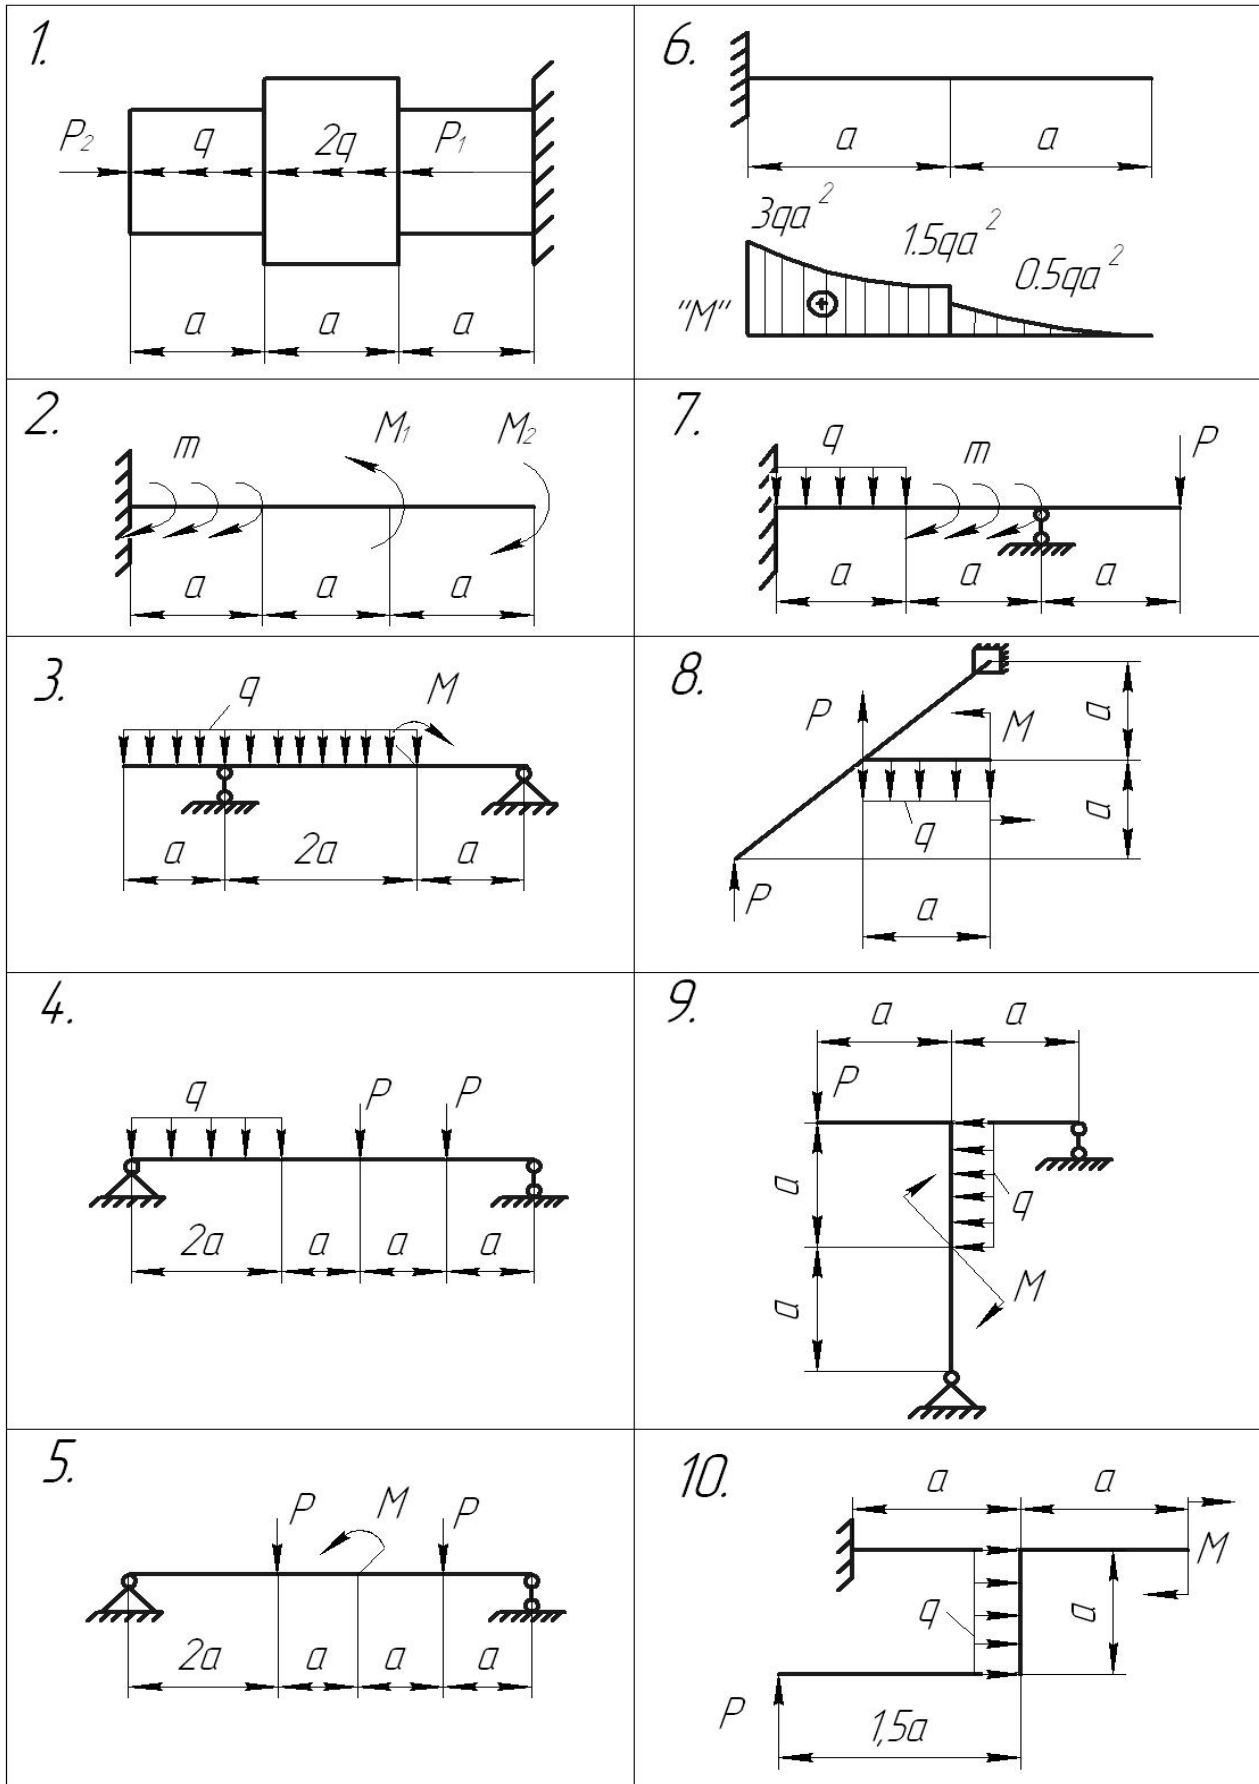 1.
P₂ q 2q P₁
a a a
2.
m M₁ M₂
a a a
3.
q M
a 2a a
4.
q P P
2a a a a
5.
P M P
2a a a a
6.
a a
3qa²
1.5qa²
0.5qa²
"M"
7.
q m P
a a a
8.
P M a
q a
P
a
9.
a a
P
a q
a M
10.
a a
M
q a
P
1,5a